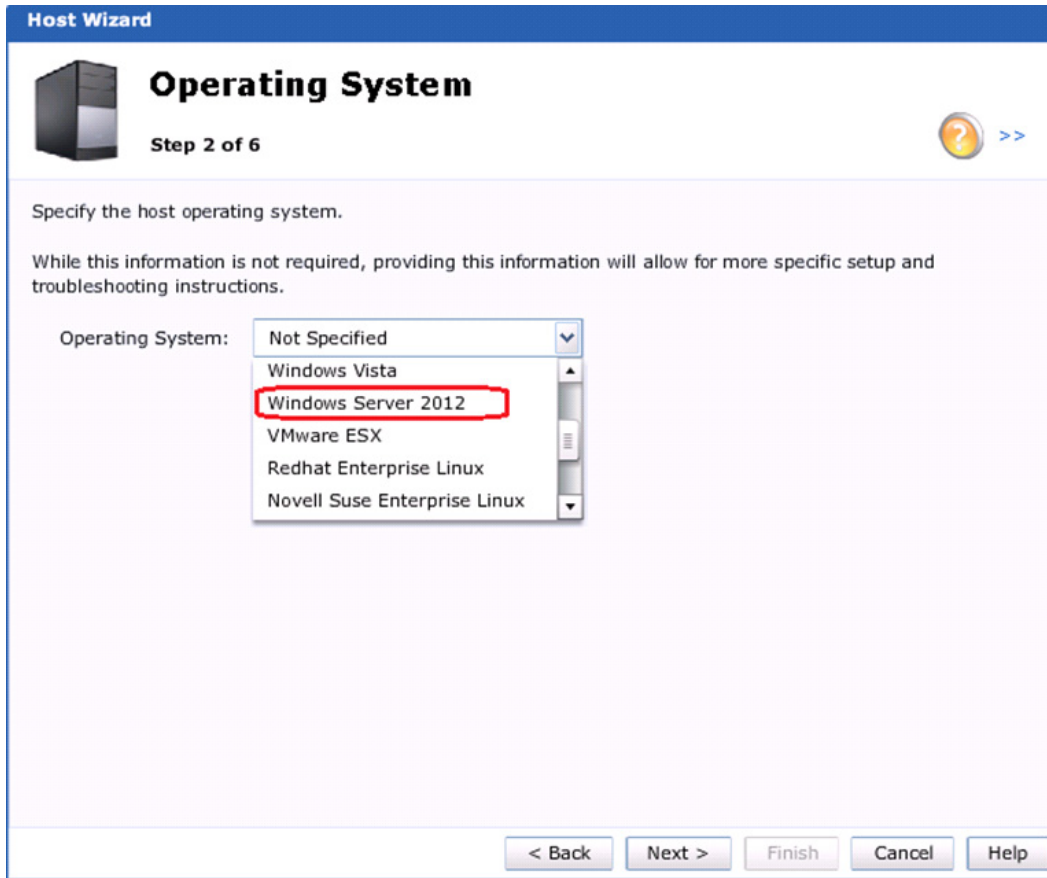 Host Wizard
Operating System
Step 2 of 6
? >>
Specify the host operating system.
While this information is not required, providing this information will allow for more specific setup and
troubleshooting instructions.
Operating System: Not Specified
Windows Vista
Windows Server 2012
VMware ESX
Redhat Enterprise Linux
Novell Suse Enterprise Linux
< Back Next > Finish Cancel Help